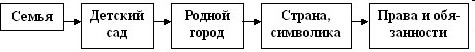 Семья
Детский
сад
Родной
город
Страна,
символика
Права и обя-
занности